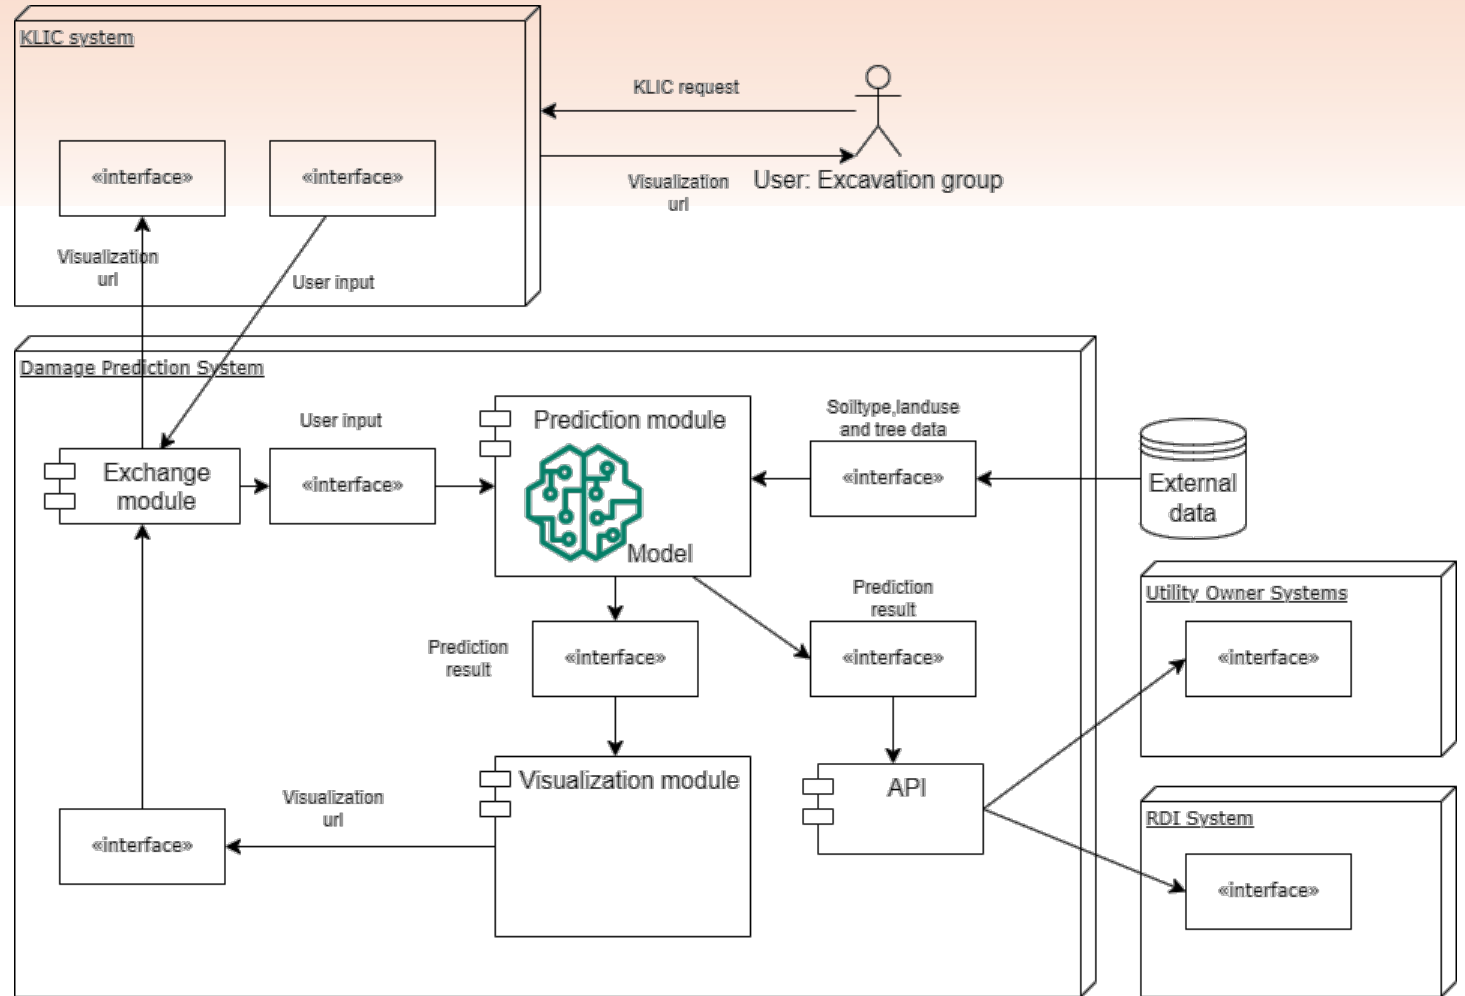 KLIC system
KLIC request
«interface»
«interface»
Visualization
url
User: Excavation group
Visualization
url
User input
Damage Prediction System
User input
Prediction module
Soiltype,landuse
and tree data
Exchange
module
«interface»
«interface»
External
data
Model
Prediction
result
Utility Owner Systems
Prediction
result
«interface»
«interface»
«interface»
Visualization module
API
Visualization
url
RDI System
«interface»
«interface»